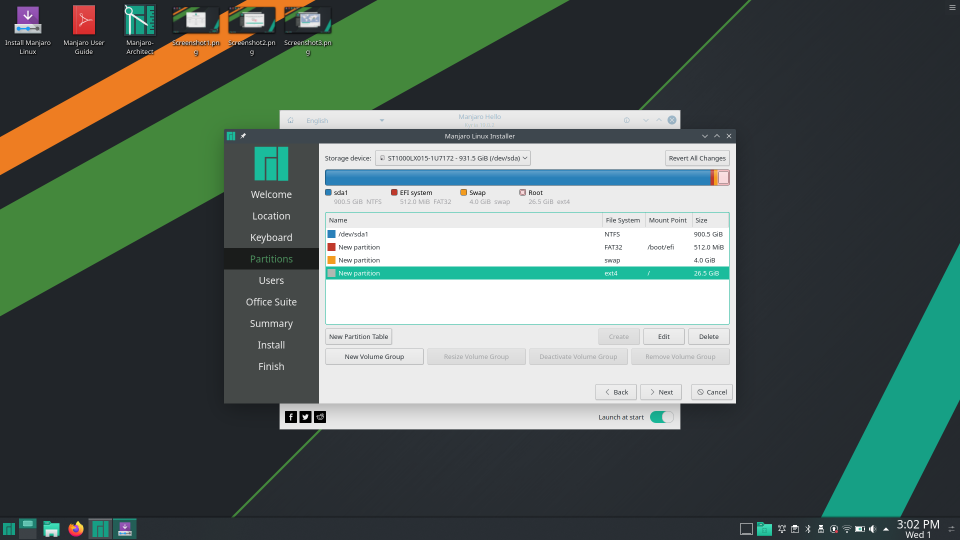 Install Manjaro
Linux
Manjaro User
Guide
Manjaro-
Architect
Screenshot1.pn
g
Screenshot2.pn
g
Screenshot3.pn
g
English
Manjaro Hello
Manjaro Linux Installer
Welcome
Location
Keyboard
Partitions
Users
Office Suite
Summary
Install
Finish
Storage device:
ST1000LX015-1U7172 - 931.5 GiB (/dev/sda)
Revert All Changes
sda1
900.5 GiB NTFS
EFI system
512.0 MiB FAT32
Swap
4.0 GiB swap
Root
26.5 GiB ext4
Name File System Mount Point Size
/dev/sda1 NTFS 900.5 GiB
New partition FAT32 /boot/efi 512.0 MiB
New partition swap 4.0 GiB
New partition ext4 / 26.5 GiB
New Partition Table Create Edit Delete
New Volume Group Resize Volume Group Deactivate Volume Group Remove Volume Group
Back Next Cancel
Launch at start
3:02 PM
Wed 1